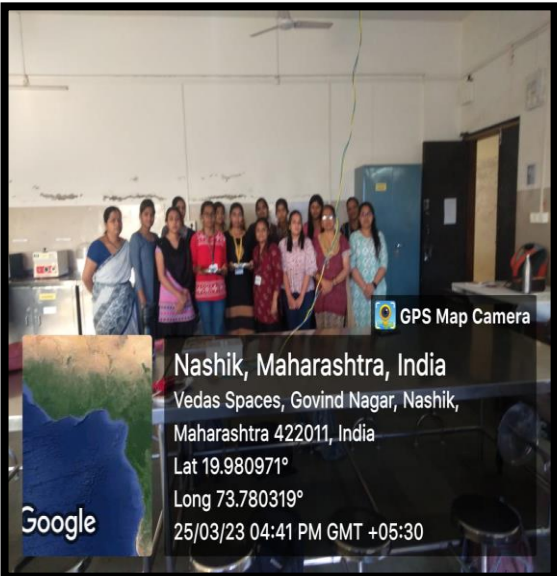 GPS Map Camera
Nashik, Maharashtra, India
Vedas Spaces, Govind Nagar, Nashik,
Maharashtra 422011, India
Lat 19.980971°
Long 73.780319°
25/03/23 04:41 PM GMT +05:30
Google